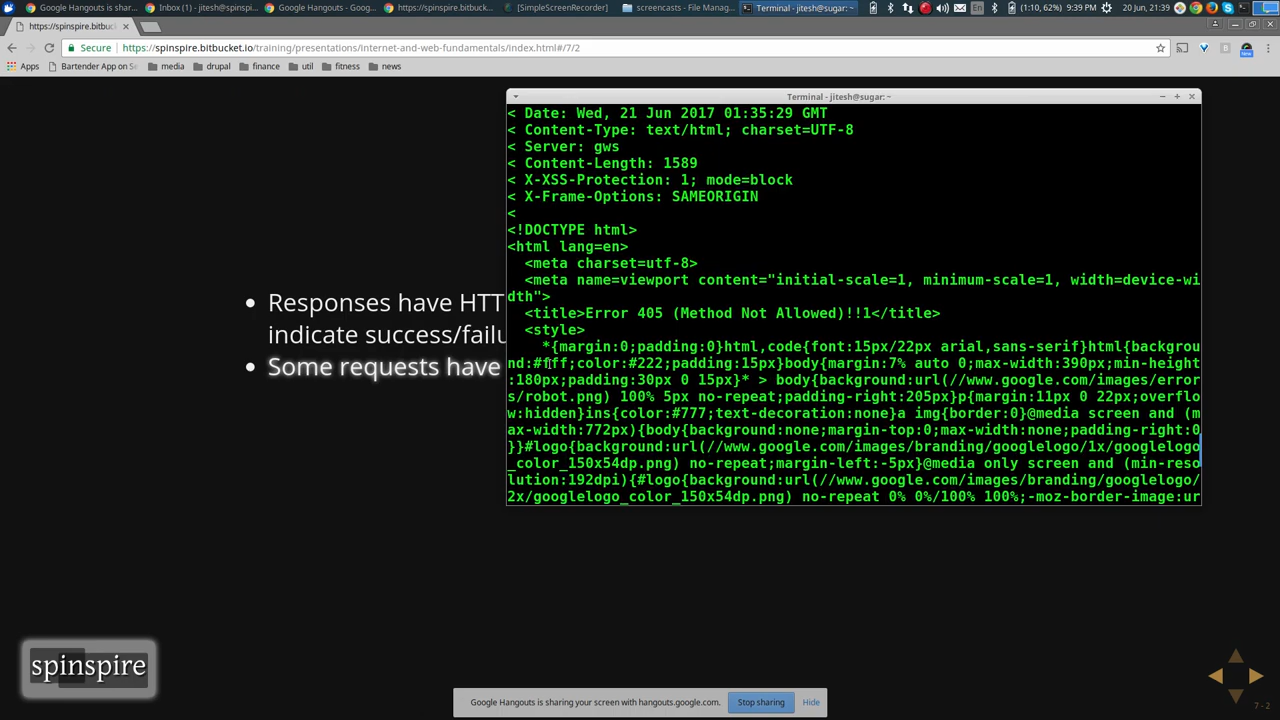 Google Hangouts is shar...
Inbox (1) - jitesh@spinspi...
Google Hangouts - Goog...
https://spinspire.bitbuck...
[SimpleScreenRecorder]
screencasts - File Manag...
Terminal - jitesh@sugar: ~
En
(1:10, 62%)
9:39 PM
20 Jun, 21:39
https://spinspire.bitbuc
Secure
https://spinspire.bitbucket.io/training/presentations/internet-and-web-fundamentals/index.html#/7/2
Apps
Bartender App on S
media
drupal
finance
util
fitness
news
Terminal - jitesh@sugar: ~
< Date: Wed, 21 Jun 2017 01:35:29 GMT
< Content-Type: text/html; charset=UTF-8
< Server: gws
< Content-Length: 1589
< X-XSS-Protection: 1; mode=block
< X-Frame-Options: SAMEORIGIN
<
<!DOCTYPE html>
<html lang=en>
<meta charset=utf-8>
<meta name=viewport content="initial-scale=1, minimum-scale=1, width=device-wi
dth">
<title>Error 405 (Method Not Allowed)!!1</title>
<style>
*{margin:0;padding:0}html,code{font:15px/22px arial,sans-serif}html{backgrou
nd:#fff;color:#222;padding:15px}body{margin:7% auto 0;max-width:390px;min-height
:180px;padding:30px 0 15px}* > body{background:url(//www.google.com/images/error
s/robot.png) 100% 5px no-repeat;padding-right:205px}p{margin:11px 0 22px;overflo
w:hidden}ins{color:#777;text-decoration:none}a img{border:0}@media screen and (m
ax-width:772px){body{background:none;margin-top:0;max-width:none;padding-right:0
}}#logo{background:url(//www.google.com/images/branding/googlelogo/1x/googlelogo
_color_150x54dp.png) no-repeat;margin-left:-5px}@media only screen and (min-reso
lution:192dpi){#logo{background:url(//www.google.com/images/branding/googlelogo/
2x/googlelogo_color_150x54dp.png) no-repeat 0% 0%/100% 100%;-moz-border-image:ur
Responses have HTT
indicate success/failu
Some requests have
spinspire
Google Hangouts is sharing your screen with hangouts.google.com.
Stop sharing
Hide
7 - 2